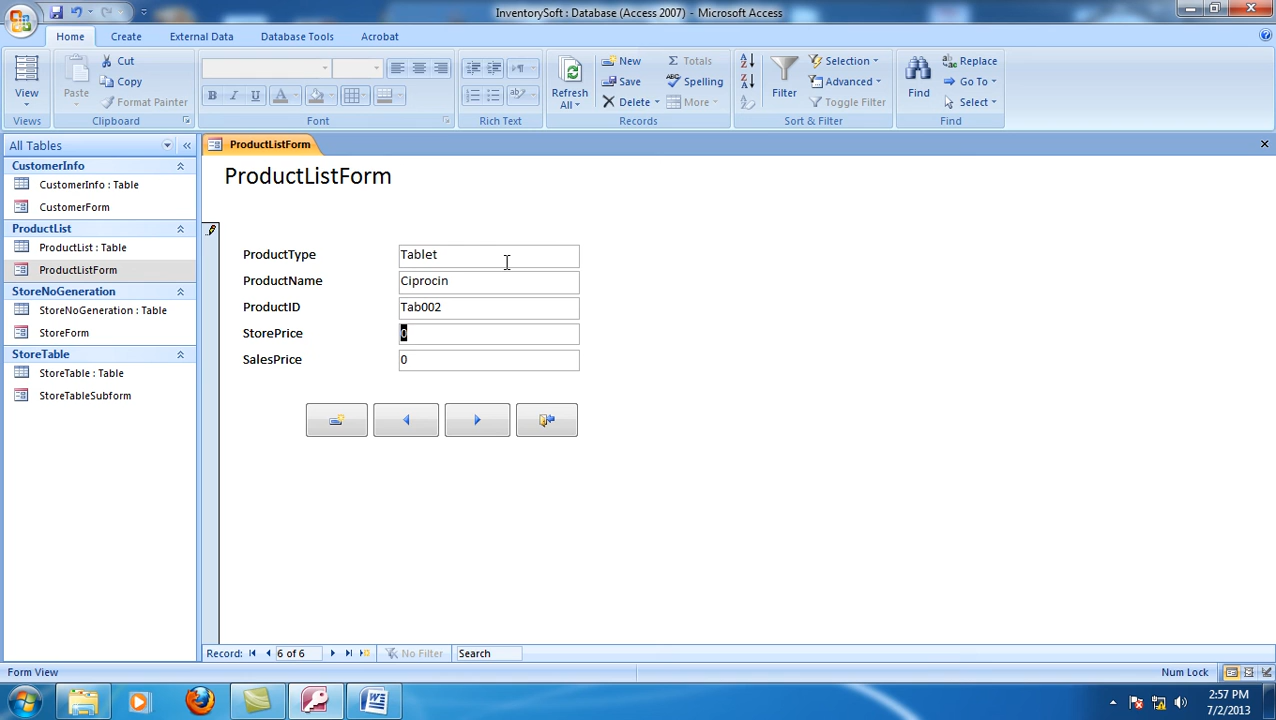 InventorySoft : Database (Access 2007) - Microsoft Access
Home Create External Data Database Tools Acrobat
View
Views
Paste
Cut
Copy
Format Painter
Clipboard
B I U A
Font
Rich Text
Refresh All
New
Save
Delete
Totals
Spelling
More
Records
Filter
Selection
Advanced
Toggle Filter
Sort & Filter
Find
Replace
Go To
Select
Find
All Tables
CustomerInfo
CustomerInfo : Table
CustomerForm
ProductList
ProductList : Table
ProductListForm
StoreNoGeneration
StoreNoGeneration : Table
StoreForm
StoreTable
StoreTable : Table
StoreTableSubform
ProductListForm
ProductListForm
ProductType Tablet
ProductName Ciprocin
ProductID Tab002
StorePrice 0
SalesPrice 0
Record: 6 of 6 No Filter Search
Form View Num Lock
2:57 PM
7/2/2013